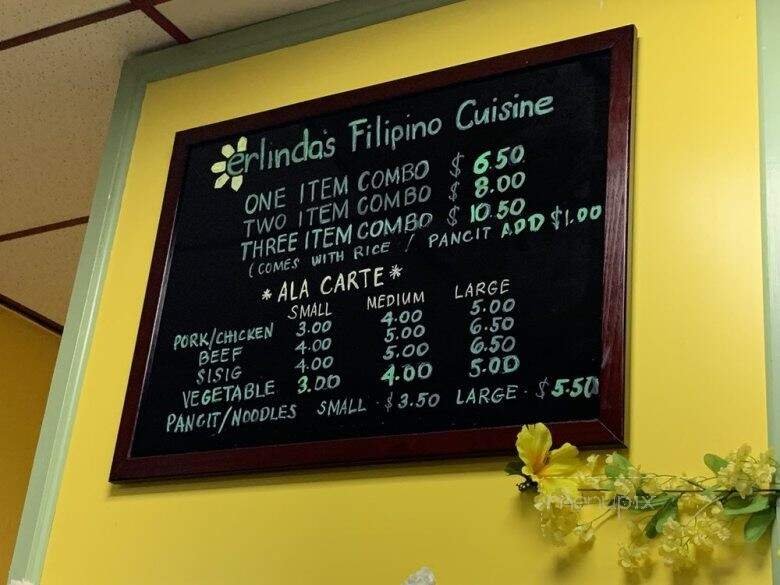 erlinda's Filipino Cuisine
ONE ITEM COMBO $ 6.50
TWO ITEM COMBO $ 8.00
THREE ITEM COMBO $ 10.50
(COMES WITH RICE / PANCIT ADD $1.00
*ALA CARTE*
SMALL MEDIUM LARGE
PORK/CHICKEN 3.00 4.00 5.00
BEEF 4.00 5.00 6.50
SISIG 4.00 5.00 6.50
VEGETABLE 3.00 4.00 5.00
PANCIT/NOODLES SMALL - $3.50 LARGE - $5.50
menupix